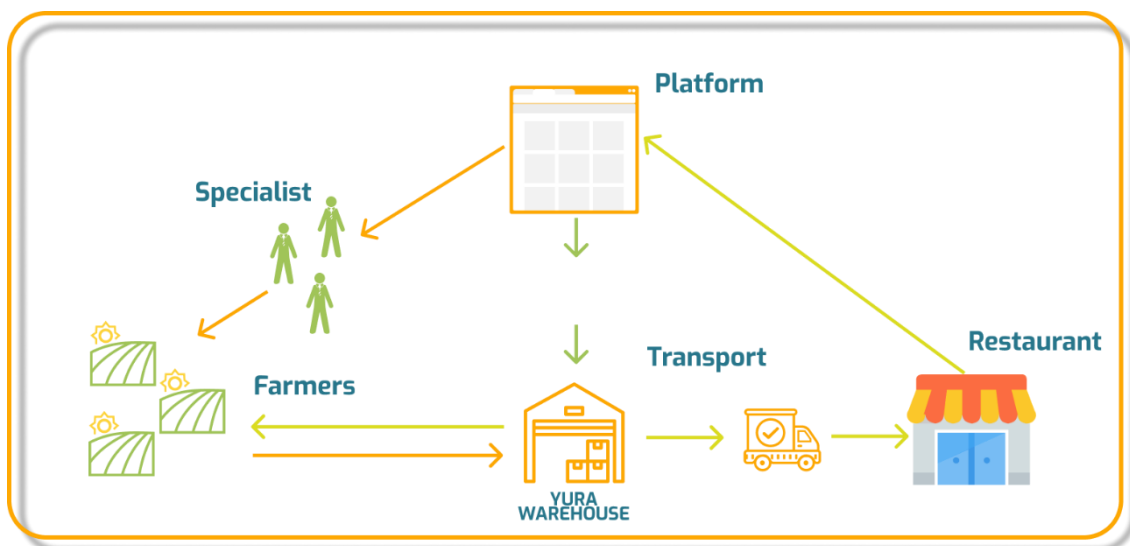 Platform
Specialist
Restaurant
Transport
Farmers
YURA
WAREHOUSE